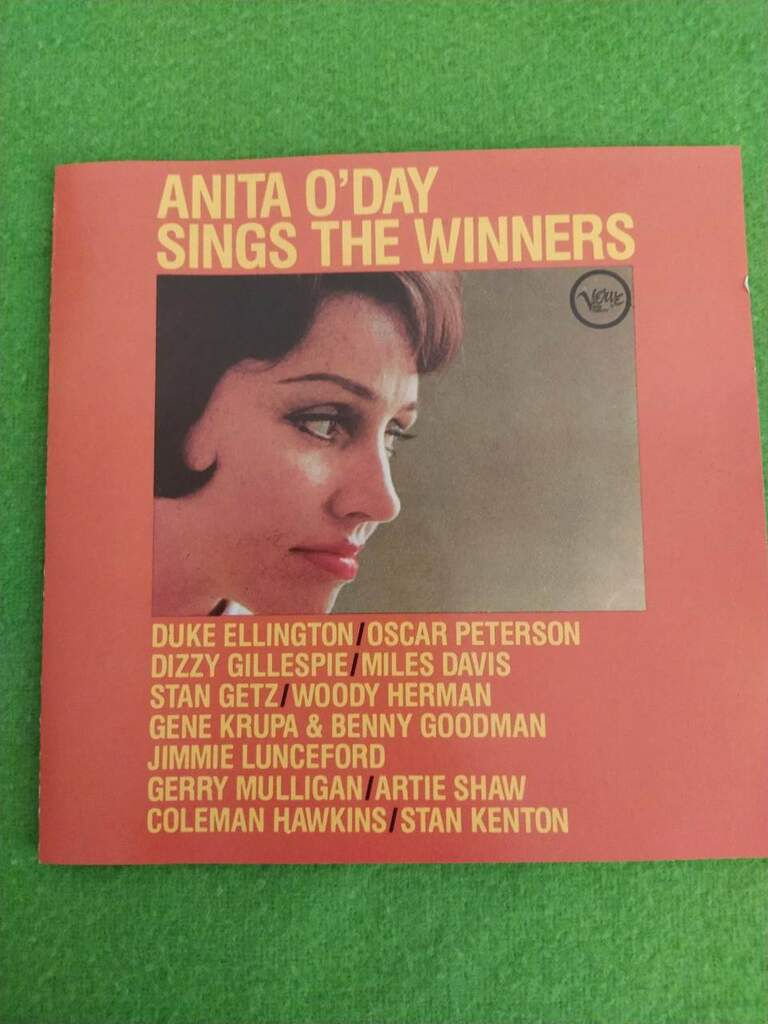 ANITA O'DAY
SINGS THE WINNERS
Verve
DUKE ELLINGTON/OSCAR PETERSON
DIZZY GILLESPIE/MILES DAVIS
STAN GETZ/WOODY HERMAN
GENE KRUPA & BENNY GOODMAN
JIMMIE LUNCEFORD
GERRY MULLIGAN/ARTIE SHAW
COLEMAN HAWKINS/STAN KENTON